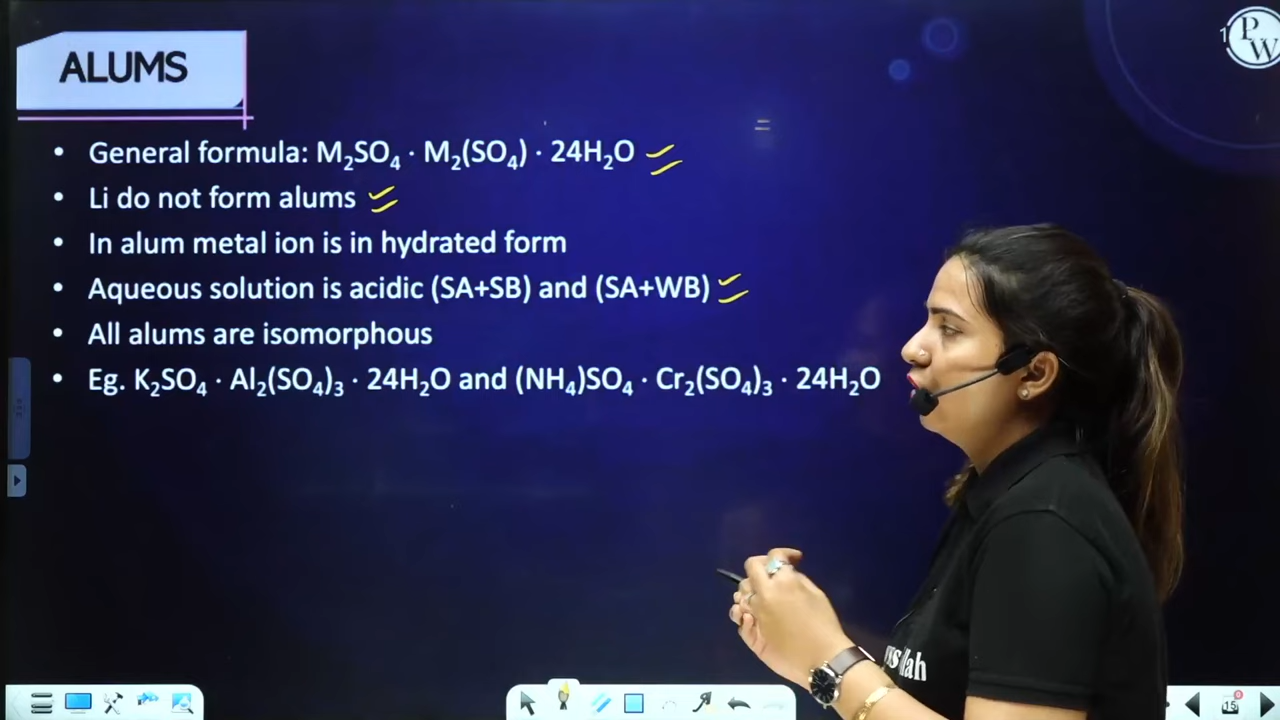 ALUMS
PW
• General formula: M₂SO₄ · M₂(SO₄) · 24H₂O
• Li do not form alums
• In alum metal ion is in hydrated form
• Aqueous solution is acidic (SA+SB) and (SA+WB)
• All alums are isomorphous
• Eg. K₂SO₄ · Al₂(SO₄)₃ · 24H₂O and (NH₄)SO₄ · Cr₂(SO₄)₃ · 24H₂O
15